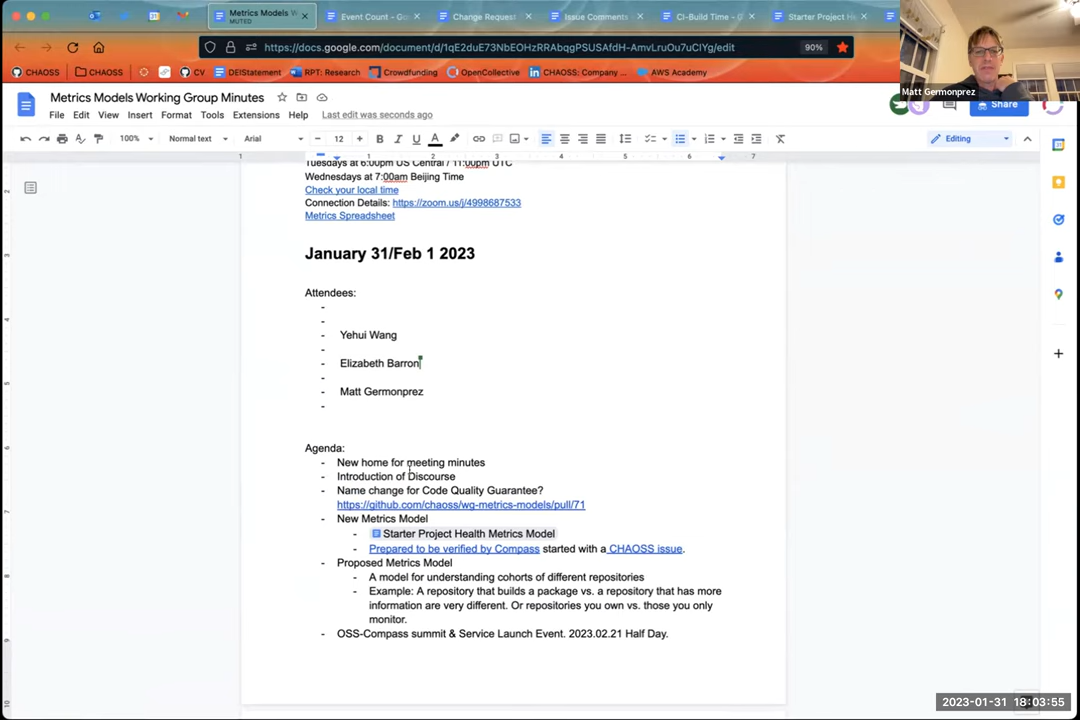 Metrics Models W
MUTED
Event Count - Go
Change Request
Issue Comments
CI-Build Time - G
Starter Project H
https://docs.google.com/document/d/1qE2duE73NbEOHzRRAbqgPSUSAfdH-AmvLruOu7uCIYg/edit
90%
CHAOSS
CHAOSS
CV
DEIStatement
RPT: Research
Crowdfunding
OpenCollective
CHAOSS: Company ...
AWS Academy
Matt Germonprez
Metrics Models Working Group Minutes
File Edit View Insert Format Tools Extensions Help Last edit was seconds ago
Share
100% Normal text Arial 12 Editing
Tuesdays at 6:00pm US Central / 11:00pm UTC
Wednesdays at 7:00am Beijing Time
Check your local time
Connection Details: https://zoom.us/j/4998687533
Metrics Spreadsheet
January 31/Feb 1 2023
Attendees:
-
-
- Yehui Wang
-
- Elizabeth Barron
-
- Matt Germonprez
-
Agenda:
- New home for meeting minutes
- Introduction of Discourse
- Name change for Code Quality Guarantee?
https://github.com/chaoss/wg-metrics-models/pull/71
- New Metrics Model
- Starter Project Health Metrics Model
- Prepared to be verified by Compass started with a CHAOSS issue.
- Proposed Metrics Model
- A model for understanding cohorts of different repositories
- Example: A repository that builds a package vs. a repository that has more
information are very different. Or repositories you own vs. those you only
monitor.
- OSS-Compass summit & Service Launch Event. 2023.02.21 Half Day.
2023-01-31 18:03:55